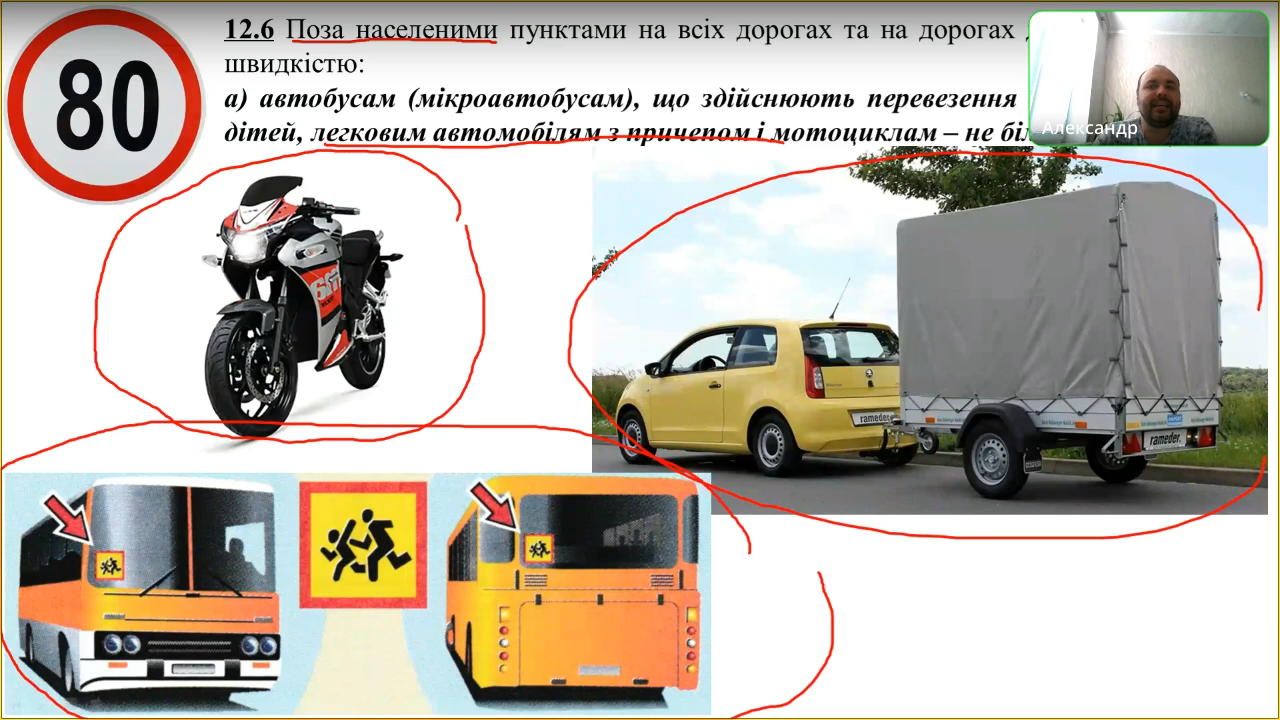 80
12.6 Поза населеними пунктами на всіх дорогах та на дорогах
швидкістю:
а) автобусам (мікроавтобусам), що здійснюють перевезення
дітей, легковим автомобілям з причепом і мотоциклам – не
Александр
rameder.
rameder.